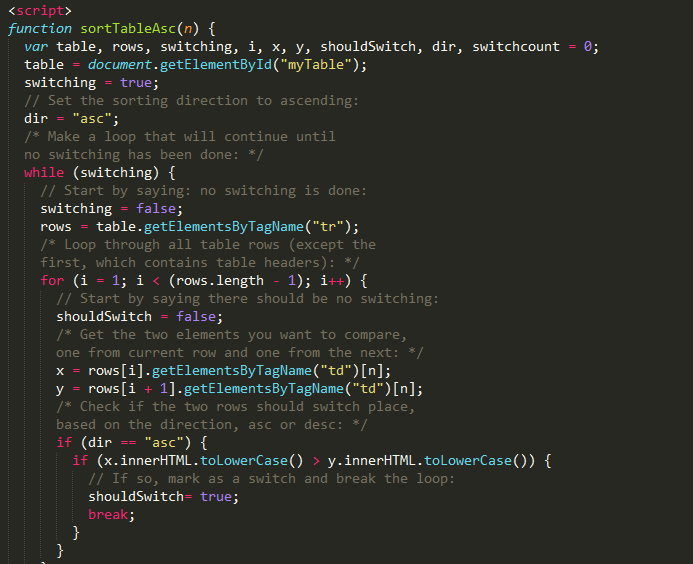 <script>
function sortTableAsc(n) {
  var table, rows, switching, i, x, y, shouldSwitch, dir, switchcount = 0;
  table = document.getElementById("myTable");
  switching = true;
  // Set the sorting direction to ascending:
  dir = "asc";
  /* Make a loop that will continue until
  no switching has been done: */
  while (switching) {
    // Start by saying: no switching is done:
    switching = false;
    rows = table.getElementsByTagName("tr");
    /* Loop through all table rows (except the
    first, which contains table headers): */
    for (i = 1; i < (rows.length - 1); i++) {
      // Start by saying there should be no switching:
      shouldSwitch = false;
      /* Get the two elements you want to compare,
      one from current row and one from the next: */
      x = rows[i].getElementsByTagName("td")[n];
      y = rows[i + 1].getElementsByTagName("td")[n];
      /* Check if the two rows should switch place,
      based on the direction, asc or desc: */
      if (dir == "asc") {
        if (x.innerHTML.toLowerCase() > y.innerHTML.toLowerCase()) {
          // If so, mark as a switch and break the loop:
          shouldSwitch= true;
          break;
        }
      }